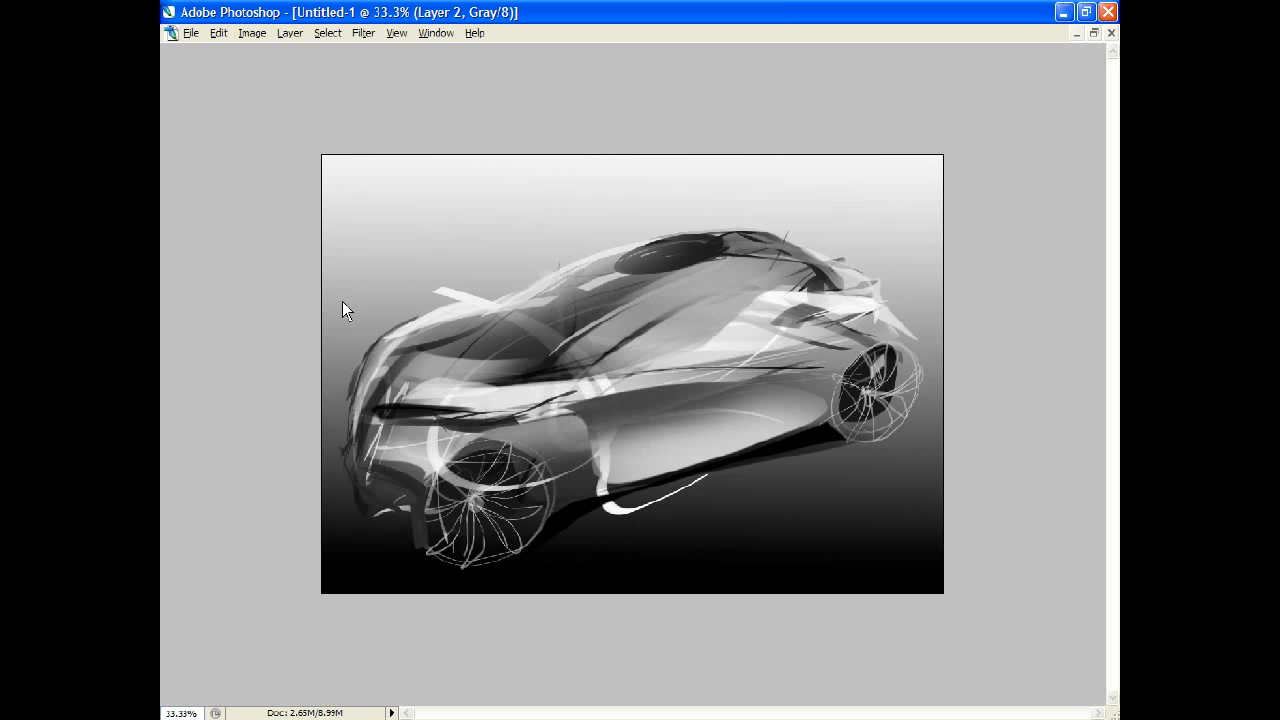 Adobe Photoshop - [Untitled-1 @ 33.3% (Layer 2, Gray/8)]
File Edit Image Layer Select Filter View Window Help
33.33% Doc: 2.65M/8.99M